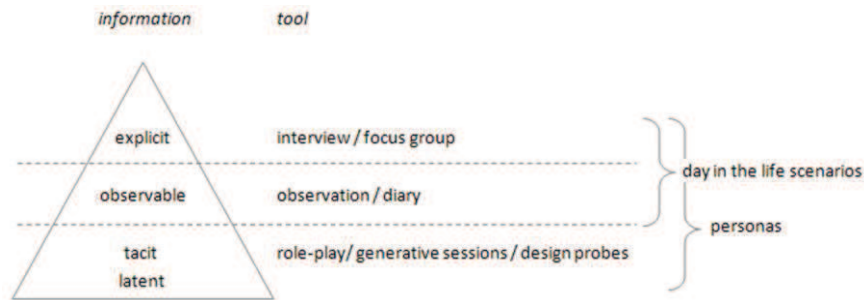 information tool
explicit interview / focus group
day in the life scenarios
observable observation / diary
personas
tacit role-play/ generative sessions / design probes
latent